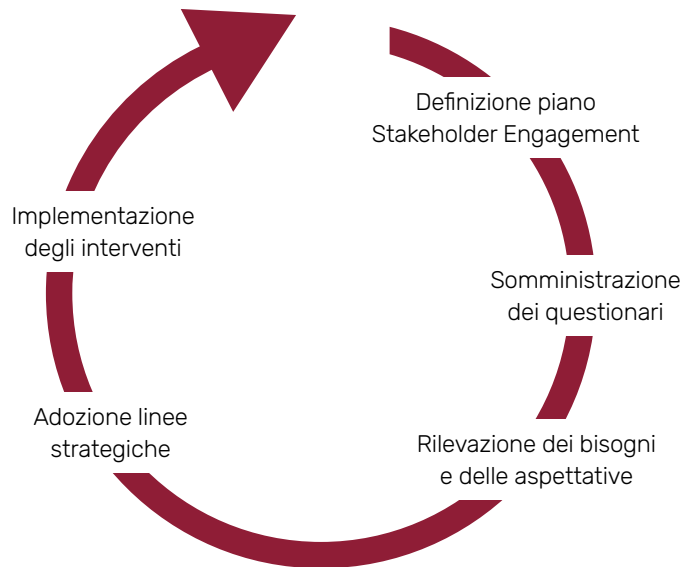 Definizione piano
Stakeholder Engagement
Somministrazione
dei questionari
Rilevazione dei bisogni
e delle aspettative
Adozione linee
strategiche
Implementazione
degli interventi